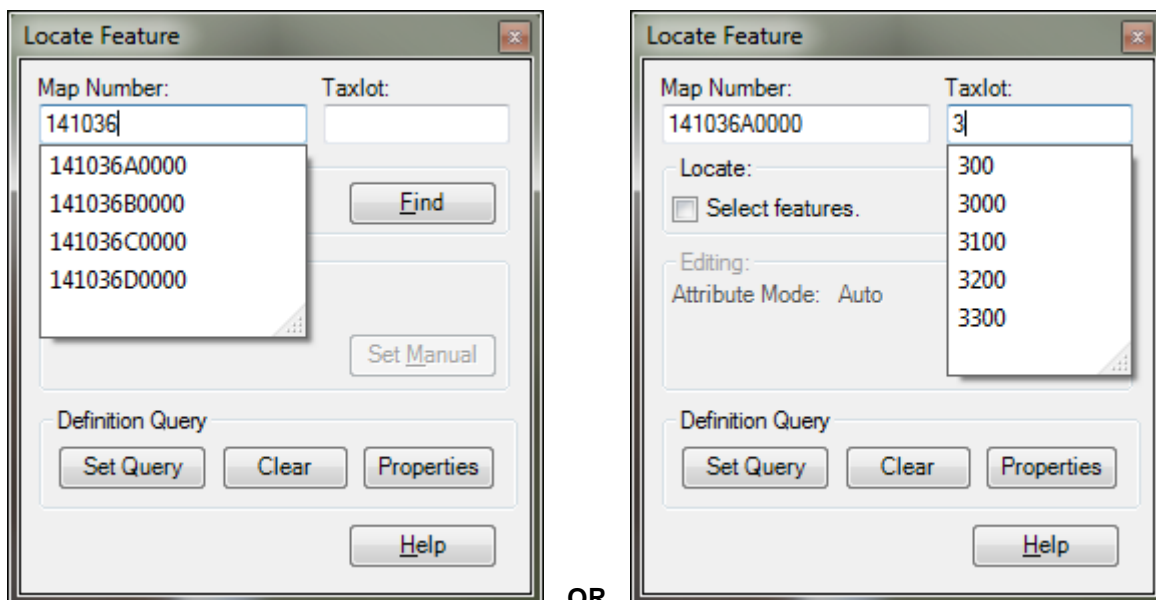 Locate Feature
Map Number: Taxlot:
141036
141036A0000
141036B0000
141036C0000
141036D0000
Find
Set Manual
Definition Query
Set Query Clear Properties
Help
OR
Locate Feature
Map Number: Taxlot:
141036A0000 3
300
3000
3100
3200
3300
Locate:
Select features.
Editing:
Attribute Mode: Auto
Definition Query
Set Query Clear Properties
Help